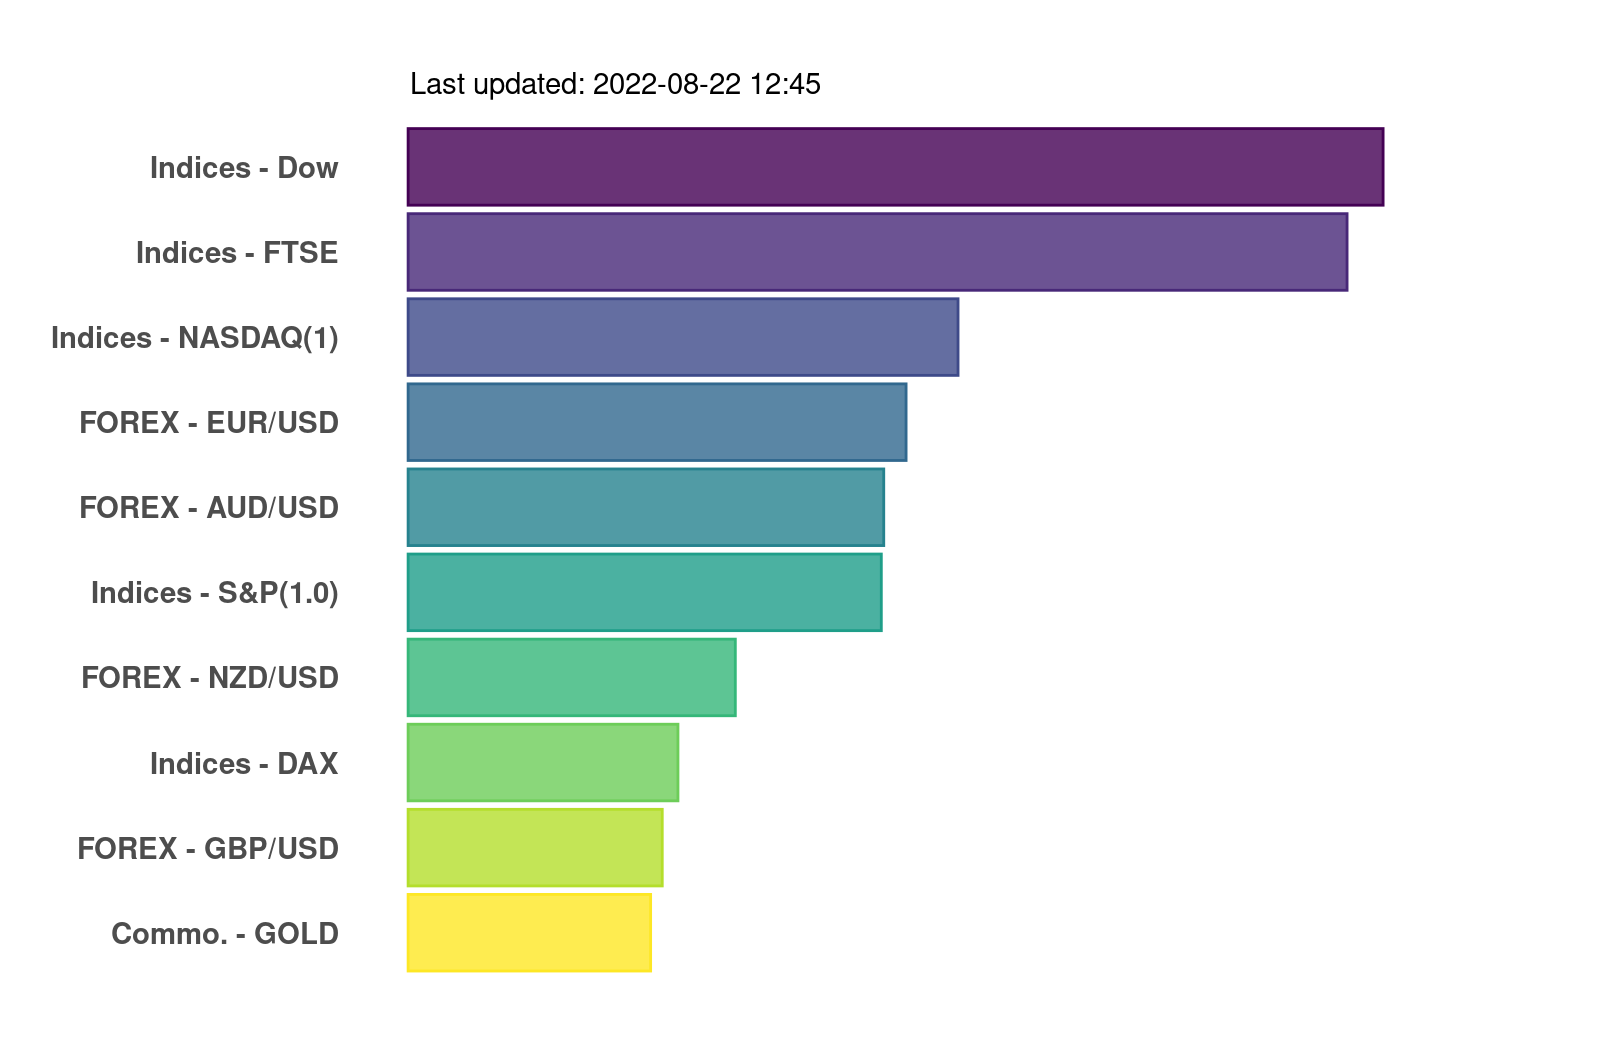 Last updated: 2022-08-22 12:45
Indices - Dow
Indices - FTSE
Indices - NASDAQ(1)
FOREX - EUR/USD
FOREX - AUD/USD
Indices - S&P(1.0)
FOREX - NZD/USD
Indices - DAX
FOREX - GBP/USD
Commo. - GOLD